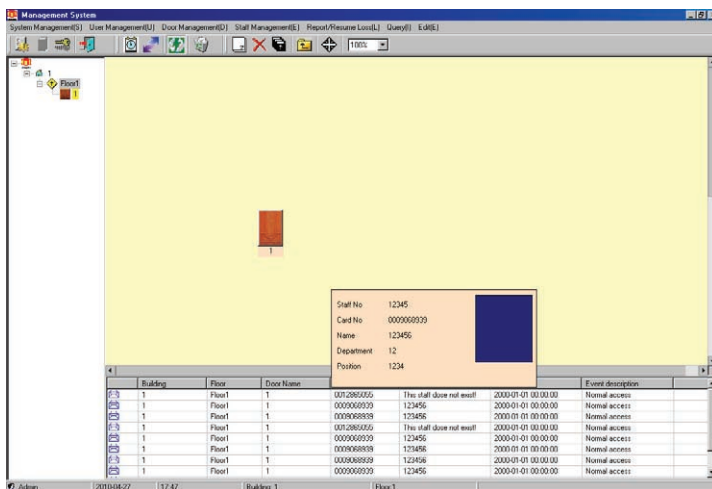 Management System
System Management(S) User Management(U) Door Management(D) Staff Management(E) Report/Resume Loss(L) Query(I) Edit(E)
100%
1
Floor1
1
1
Staff No 12345
Card No 0009068939
Name 123456
Department 12
Position 1234
Building Floor Door Name Event description
1 Floor1 1 0012865055 This staff dose not exist! 2000-01-01 00:00:00 Normal access
1 Floor1 1 0009068939 123456 2000-01-01 00:00:00 Normal access
1 Floor1 1 0009068939 123456 2000-01-01 00:00:00 Normal access
1 Floor1 1 0012865055 This staff dose not exist! 2000-01-01 00:00:00 Normal access
1 Floor1 1 0009068939 123456 2000-01-01 00:00:00 Normal access
1 Floor1 1 0009068939 123456 2000-01-01 00:00:00 Normal access
1 Floor1 1 0009068939 123456 2000-01-01 00:00:00 Normal access
1 Floor1 1 0009068939 123456 2000-01-01 00:00:00 Normal access
Admin 2010-04-27 17:47 Building: 1 Floor:1